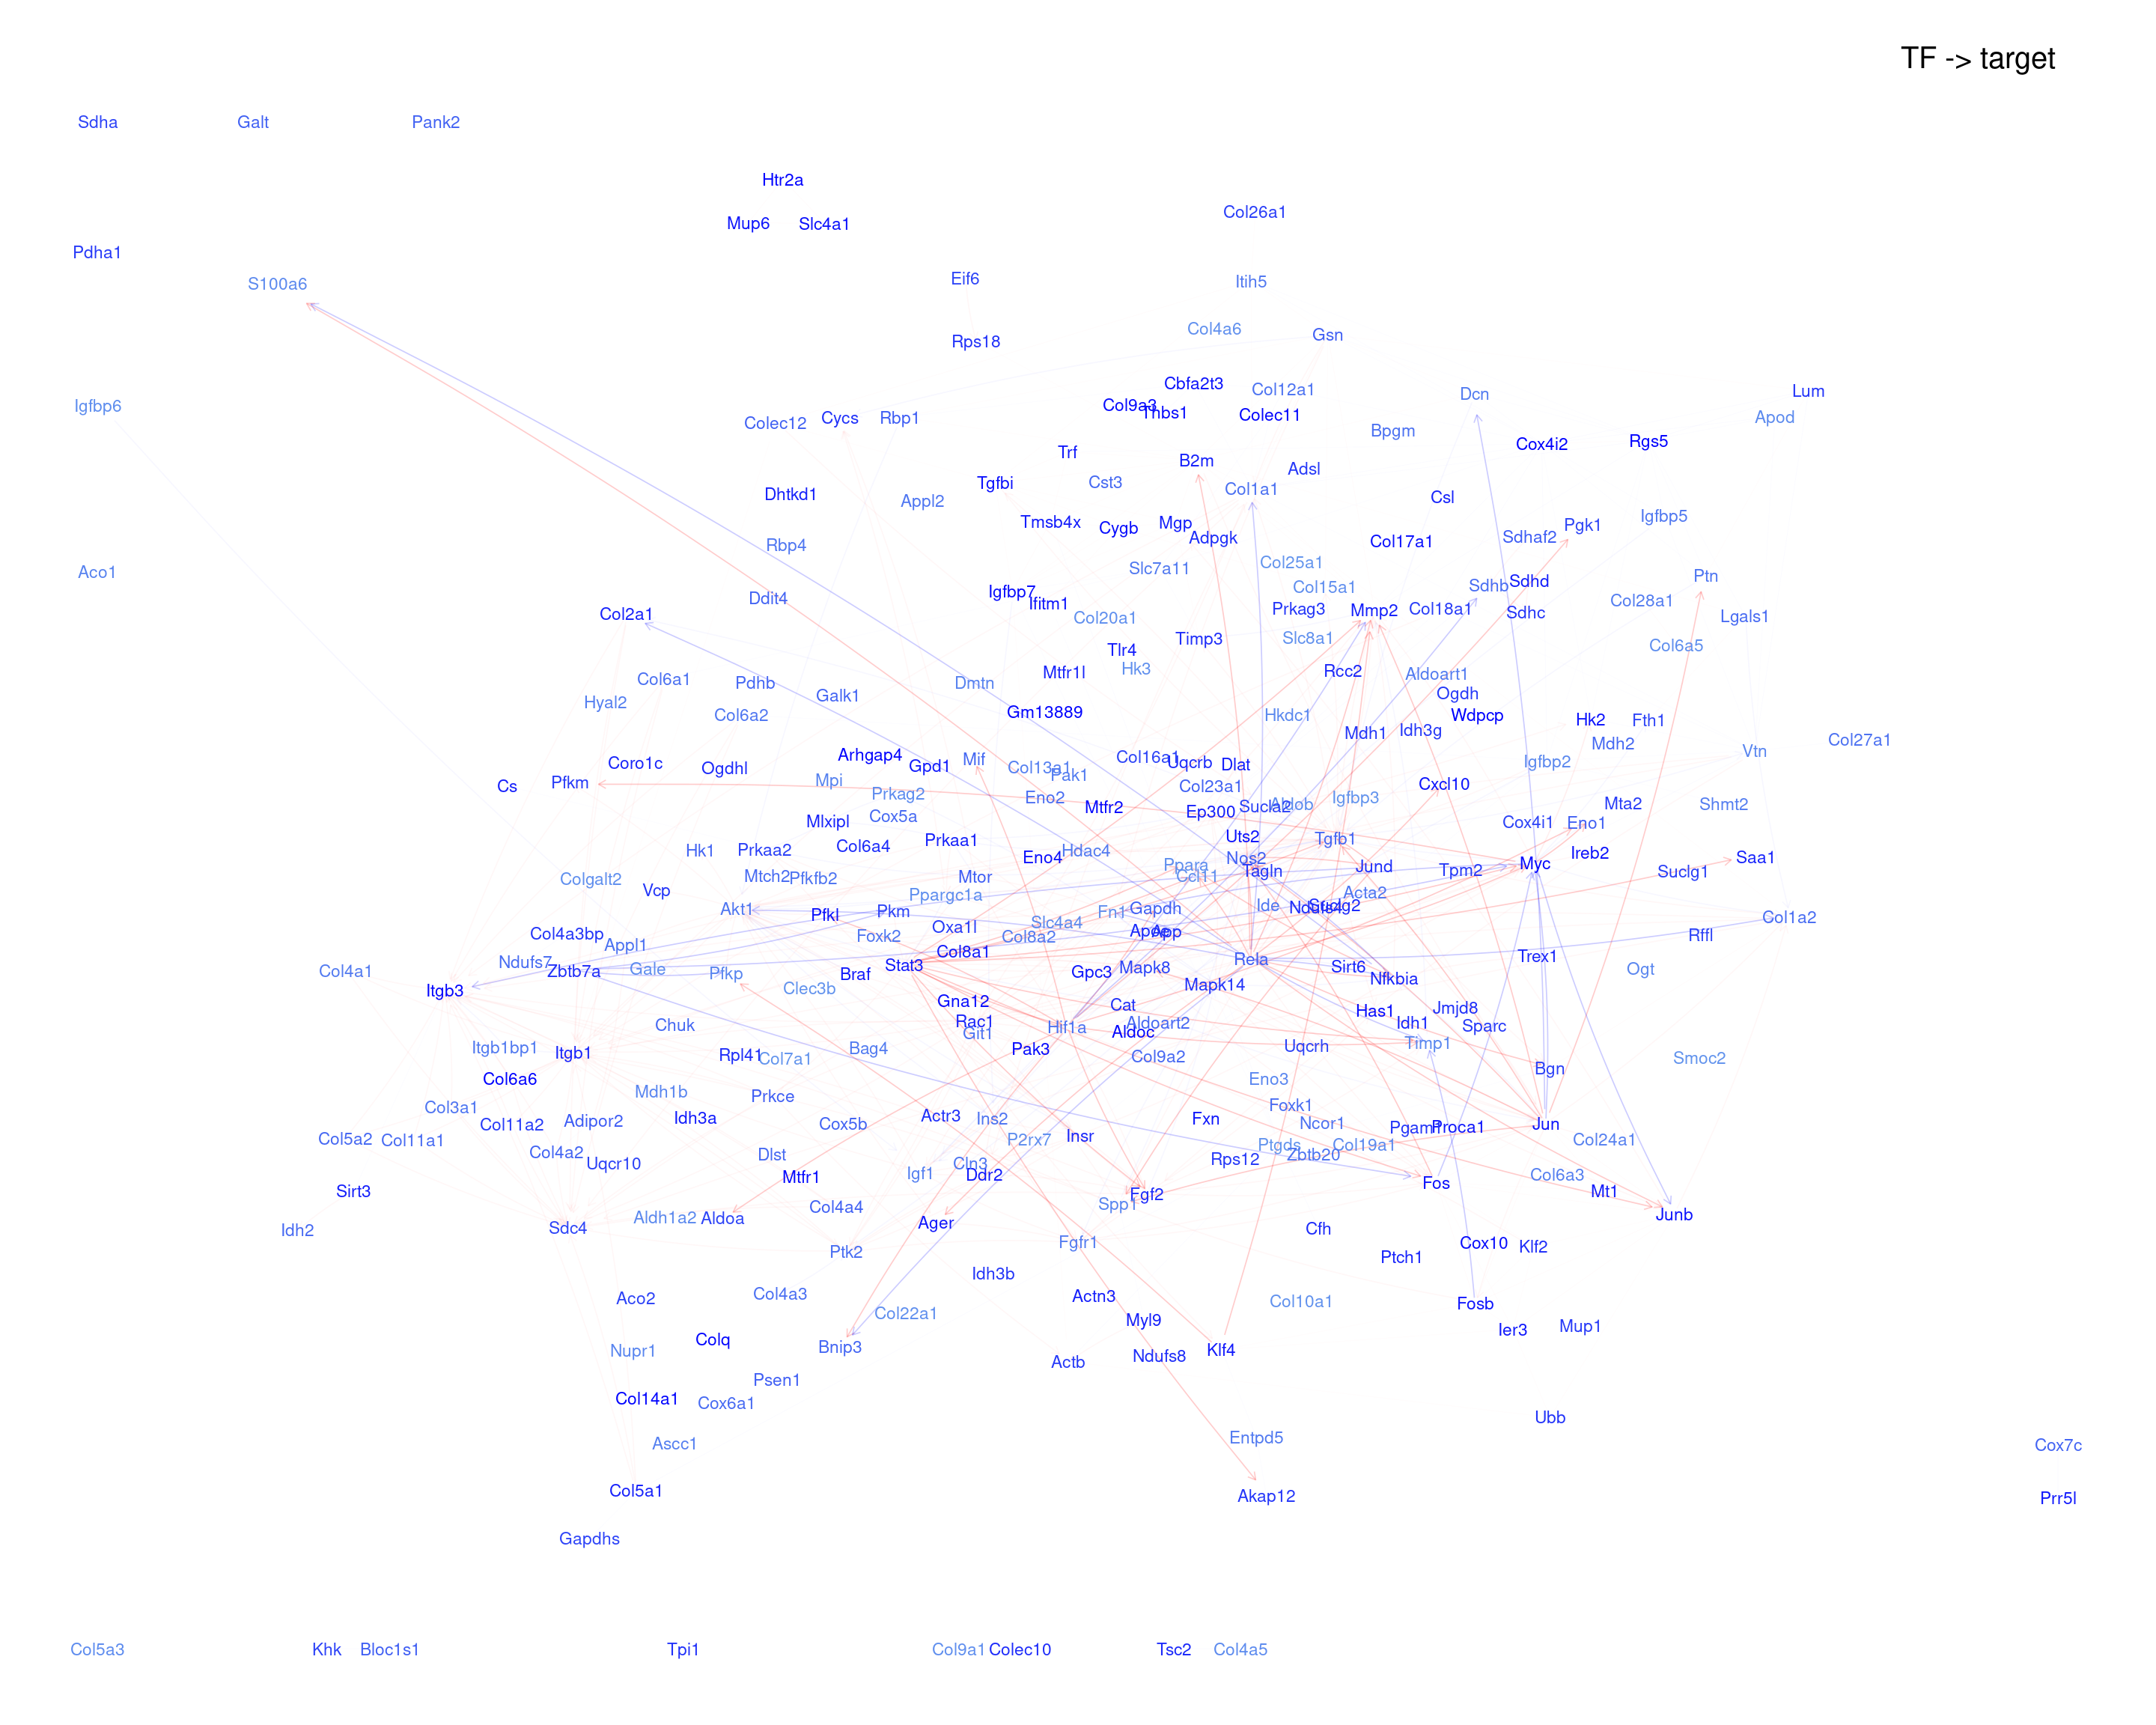 TF -> target
Sdha Galt Pank2
Htr2a
Mup6 Slc4a1 Col26a1
Pdha1
S100a6 Eif6 Itih5
Col4a6 Gsn
Rps18
Cbfa2t3 Col12a1 Dcn Lum
Igfbp6 Col9a3 Thbs1 Colec11 Apod
Colec12 Cycs Rbp1 Bpgm
Trf Cox4i2 Rgs5
B2m Adsl
Tgfbi Cst3 Col1a1
Dhtkd1 Appl2 Csl
Tmsb4x Cygb Mgp Igfbp5 Pgk1
Rbp4 Adpgk Col17a1 Sdhaf2
Aco1 Slc7a11 Col25a1 Ptn
Ddit4 Igfbp7 Ifitm1 Col15a1 Sdhb Sdhd
Col2a1 Col20a1 Prkag3 Mmp2 Col18a1 Sdhc Col28a1 Lgals1
Timp3 Slc8a1 Col6a5
Tlr4
Col6a1 Pdhb Galk1 Dmtn Mtfr1l Hk3 Rcc2 Aldoart1
Hyal2 Col6a2 Gm13889 Hkdc1 Ogdh Wdpcp
Mdh1 Idh3g Hk2 Fth1
Mdh2 Vtn Col27a1
Coro1c Ogdhl Arhgap4 Gpd1 Mif Col13a1 Pak1 Col16a1 Uqcrb Dlat Igfbp2
Cs Pfkm Mpi Prkag2 Eno2 Col23a1 Cxcl10
Mtfr2 Ep300 Sucla2 Aldob Igfbp3 Mta2 Shmt2
Mlxipl Cox5a Uts2 Tgfb1 Cox4i1 Eno1
Hk1 Prkaa2 Col6a4 Prkaa1 Eno4 Hdac4 Ireb2 Saa1
Colgalt2 Vcp Mtch2 Pfkfb2 Mtor Ppara Ccl11 Nos2 Tagln Jund Tpm2 Myc Suclg1
Akt1 Pfkl Pkm Ppargc1a Fn1 Gapdh Ide Suclg2 Acta2 Col1a2
Col4a3bp Appl1 Foxk2 Oxa1l Slc4a4 Col8a2 Apoe App Rffl
Col4a1 Ndufs7 Zbtb7a Gale Pfkp Braf Stat3 Col8a1 Gpc3 Mapk8 Rela Sirt6 Nfkbia Trex1 Ogt
Itgb3 Clec3b Gna12 Mapk14
Chuk Rac1 Git1 Hif1a Cat Aldoart2 Aldoc Has1 Idh1 Jmjd8 Sparc
Itgb1bp1 Itgb1 Rpl41 Col7a1 Bag4 Pak3 Col9a2 Uqcrh Timp1 Smoc2
Col6a6 Mdh1b Prkce Eno3 Bgn
Col3a1 Col11a2 Adipor2 Idh3a Cox5b Actr3 Ins2 Fxn Foxk1 Ncor1
Col5a2 Col11a1 Col4a2 Uqcr10 Dlst P2rx7 Insr Ptgds Zbtb20 Col19a1 Pgam1 Proca1 Jun Col24a1
Sirt3 Mtfr1 Igf1 Cln3 Ddr2 Rps12 Fos Col6a3 Mt1
Idh2 Sdc4 Aldh1a2 Aldoa Col4a4 Ager Spp1 Fgf2 Cfh Junb
Ptk2 Fgfr1 Ptch1 Cox10 Klf2
Aco2 Col4a3 Idh3b Actn3 Col10a1 Fosb
Nupr1 Colq Bnip3 Col22a1 Myl9 Ier3 Mup1
Actb Ndufs8 Klf4
Col14a1 Psen1 Cox6a1
Ascc1 Entpd5 Ubb Cox7c
Col5a1 Akap12 Prr5l
Gapdhs
Col5a3 Khk Bloc1s1 Tpi1 Col9a1 Colec10 Tsc2 Col4a5